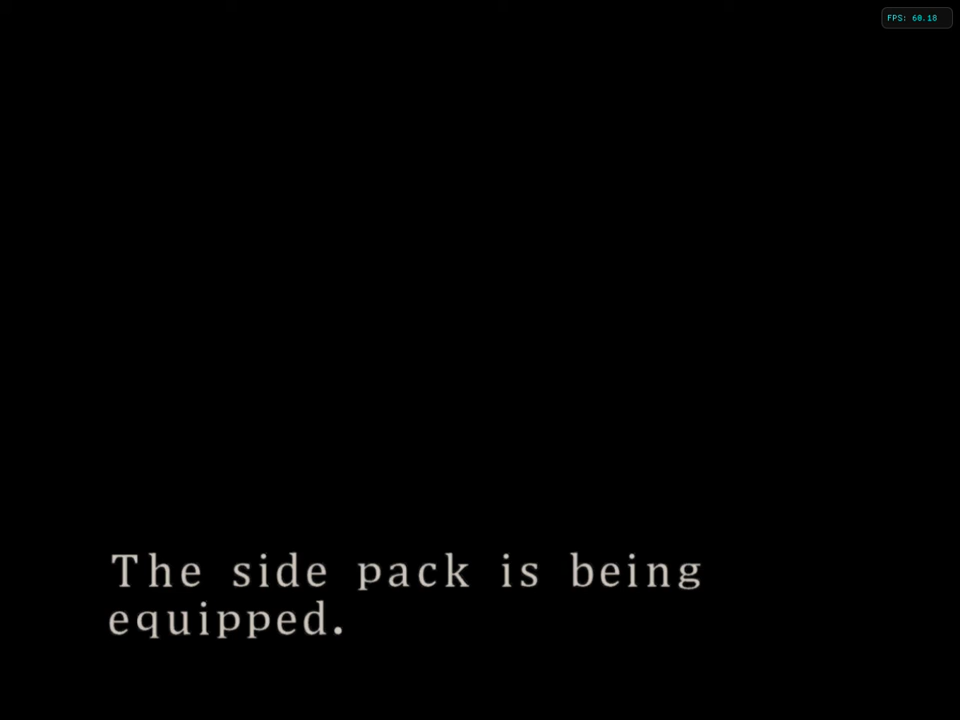 FPS: 60.18
The side pack is being
equipped.